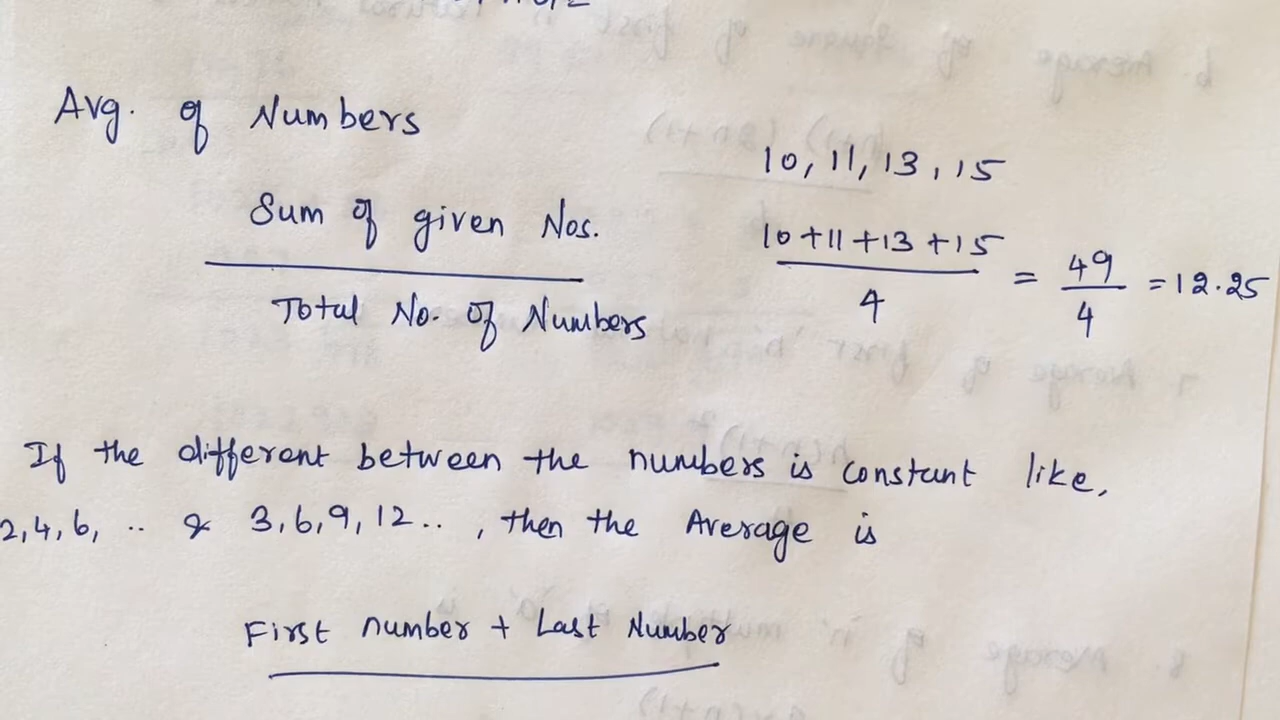 Avg. of Numbers
Sum of given Nos.
Total No. of Numbers
10, 11, 13, 15
10+11+13+15
4
= 49/4 = 12.25
If the different between the numbers is constant like,
2,4,6, .. & 3,6,9,12.. , then the Average is
First number + Last Number